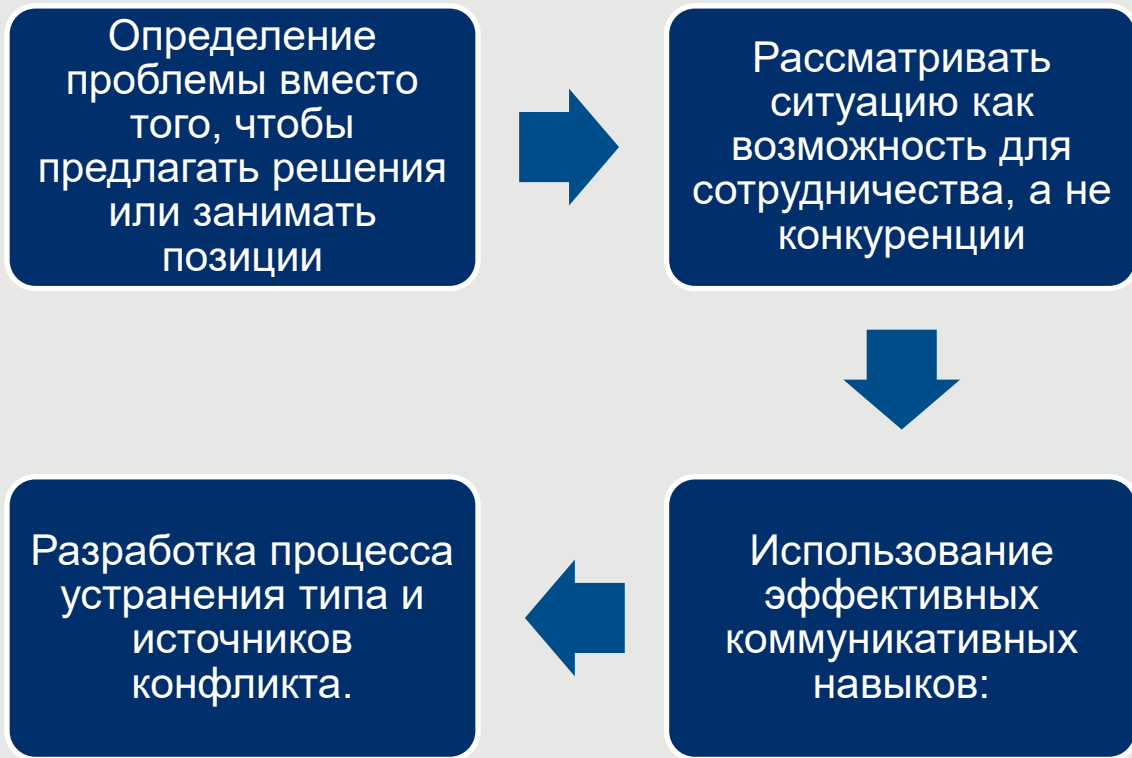 Определение
проблемы вместо
того, чтобы
предлагать решения
или занимать
позиции
Рассматривать
ситуацию как
возможность для
сотрудничества, а не
конкуренции
Использование
эффективных
коммуникативных
навыков:
Разработка процесса
устранения типа и
источников
конфликта.